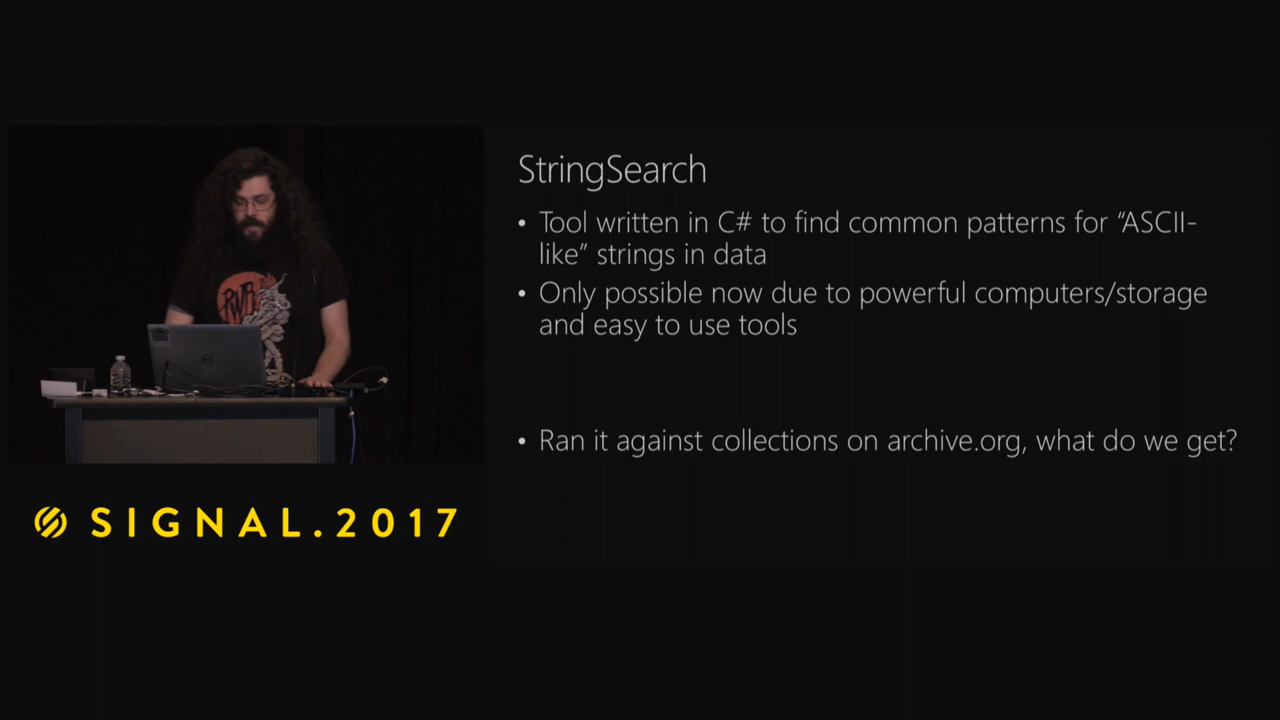 StringSearch
• Tool written in C# to find common patterns for “ASCII-
like” strings in data
• Only possible now due to powerful computers/storage
and easy to use tools
• Ran it against collections on archive.org, what do we get?
SIGNAL.2017